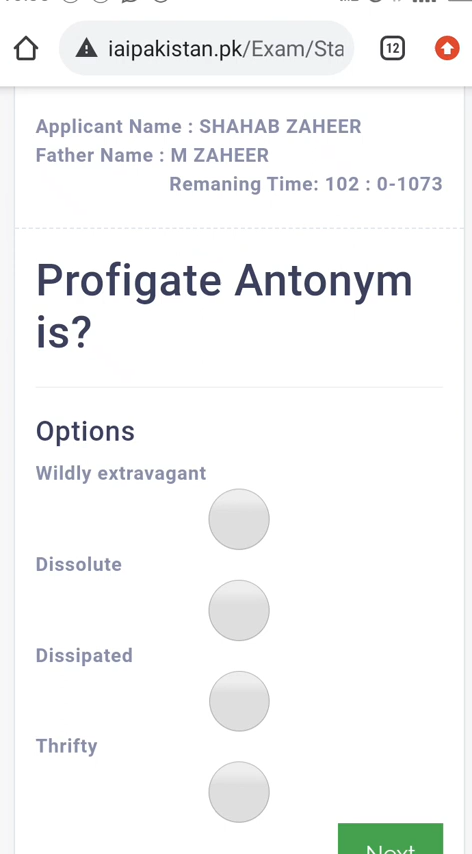 12
iaipakistan.pk/Exam/Sta
Applicant Name : SHAHAB ZAHEER
Father Name : M ZAHEER
Remaning Time: 102 : 0-1073
Profigate Antonym
is?
Options
Wildly extravagant
Dissolute
Dissipated
Thrifty
Next